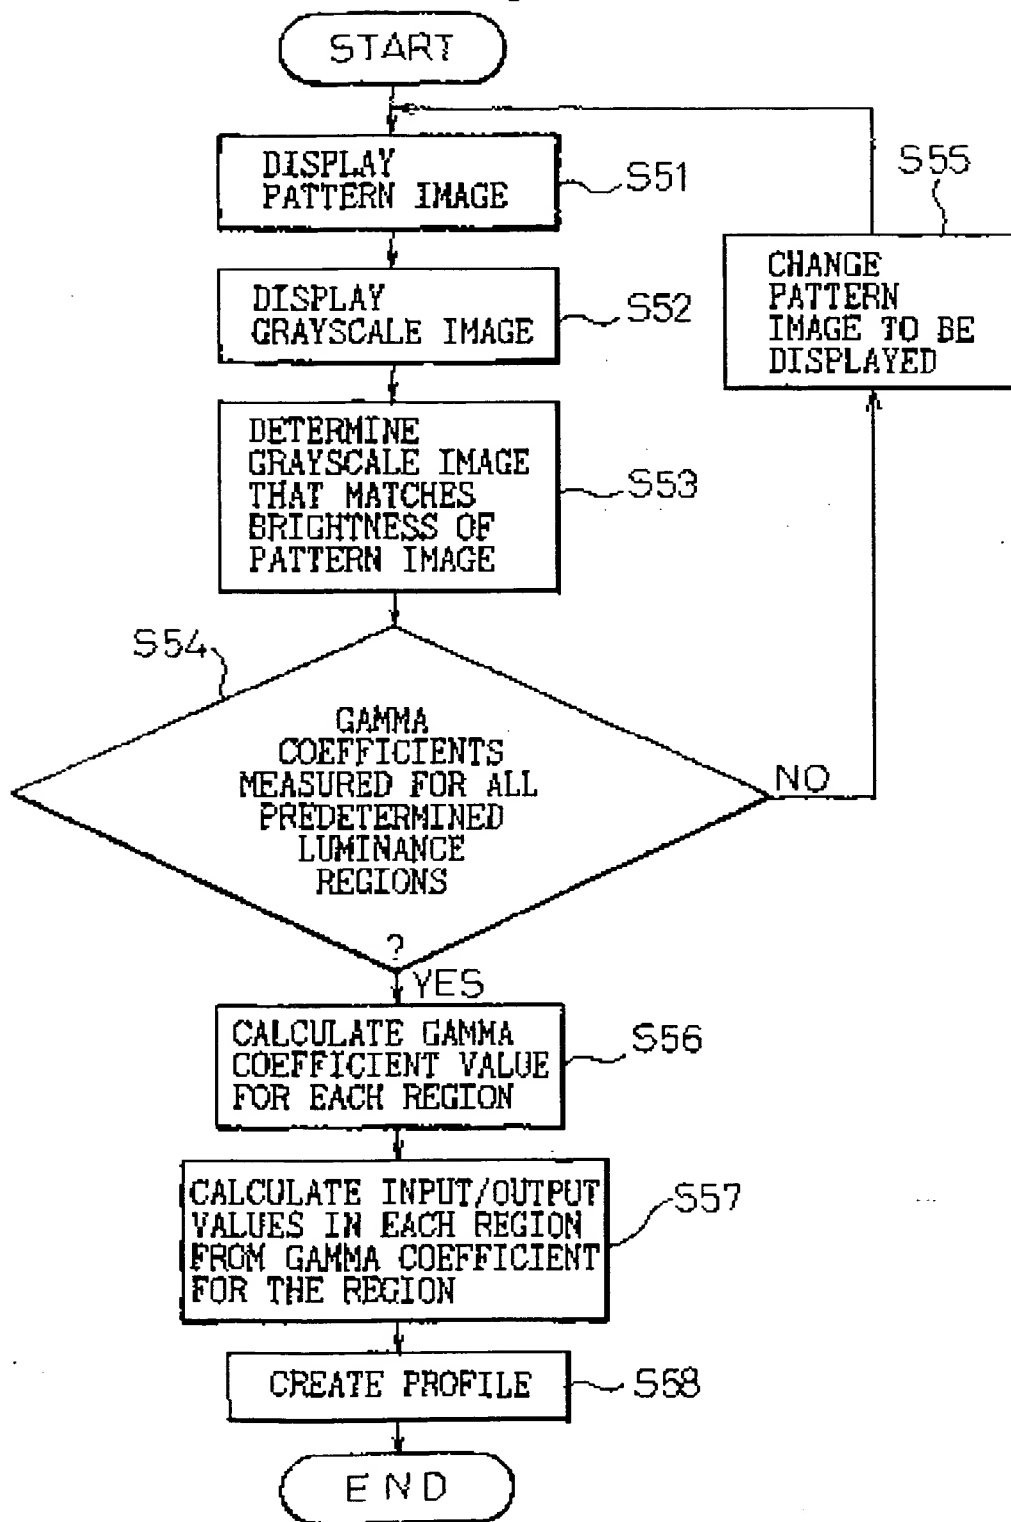 START
DISPLAY
PATTERN IMAGE
S51
S55
CHANGE
PATTERN
IMAGE TO BE
DISPLAYED
DISPLAY
GRAYSCALE IMAGE
S52
DETERMINE
GRAYSCALE IMAGE
THAT MATCHES
BRIGHTNESS OF
PATTERN IMAGE
S53
S54
GAMMA
COEFFICIENTS
MEASURED FOR ALL
PREDETERMINED
LUMINANCE
REGIONS
?
NO
YES
CALCULATE GAMMA
COEFFICIENT VALUE
FOR EACH REGION
S56
CALCULATE INPUT/OUTPUT
VALUES IN EACH REGION
FROM GAMMA COEFFICIENT
FOR THE REGION
S57
CREATE PROFILE
S58
END